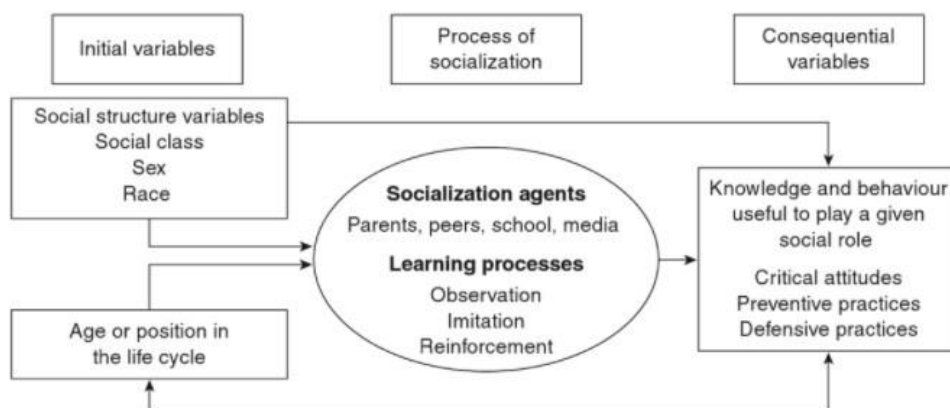 Initial variables
Process of
socialization
Consequential
variables
Social structure variables
Social class
Sex
Race
Socialization agents
Parents, peers, school, media
Learning processes
Observation
Imitation
Reinforcement
Knowledge and behaviour
useful to play a given
social role
Critical attitudes
Preventive practices
Defensive practices
Age or position in
the life cycle